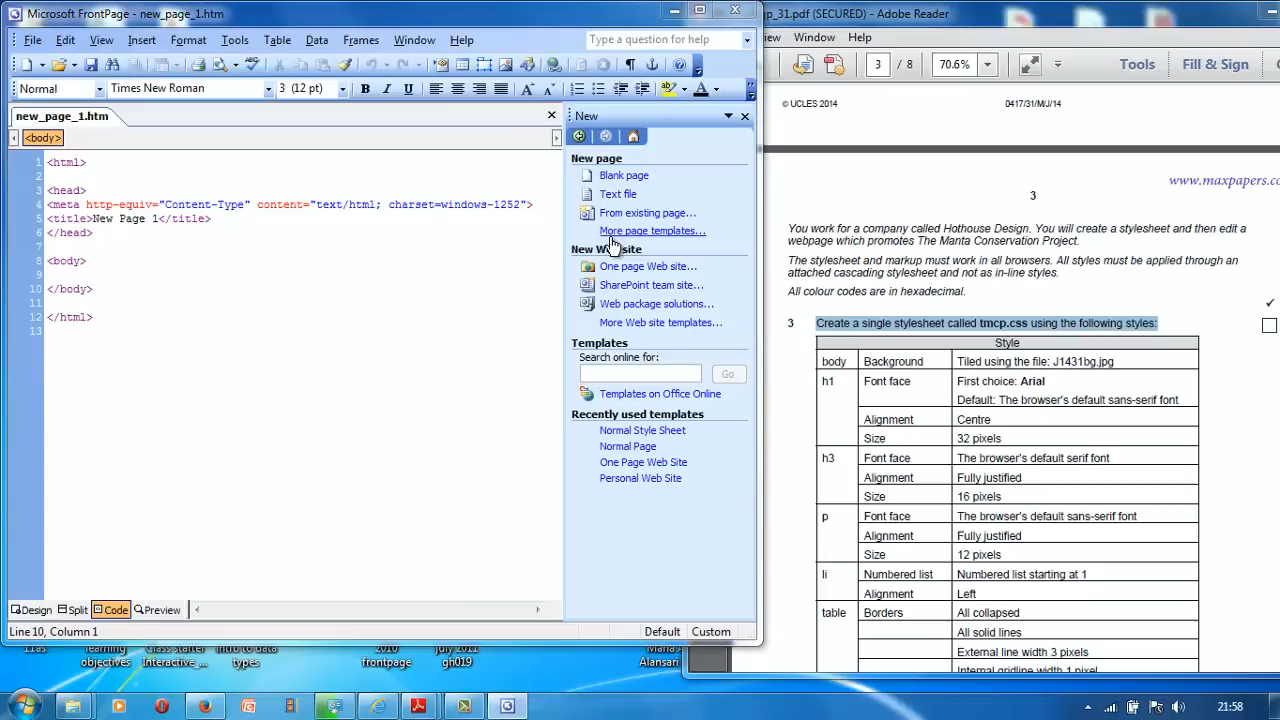 Microsoft FrontPage - new_page_1.htm
File Edit View Insert Format Tools Table Data Frames Window Help
Type a question for help
Normal Times New Roman 3 (12 pt) B I U
new_page_1.htm
<body>
1 <html>
2
3 <head>
4 <meta http-equiv="Content-Type" content="text/html; charset=windows-1252">
5 <title>New Page 1</title>
6 </head>
7
8 <body>
9
10 </body>
11
12 </html>
13
New
New page
Blank page
Text file
From existing page...
More page templates...
New Web site
One page Web site...
SharePoint team site...
Web package solutions...
More Web site templates...
Templates
Search online for:
Go
Templates on Office Online
Recently used templates
Normal Style Sheet
Normal Page
One Page Web Site
Personal Web Site
Design Split Code Preview
Line10, Column 1
Default Custom
p_31.pdf (SECURED) - Adobe Reader
Window Help
3 / 8 70.6% Tools Fill & Sign
© UCLES 2014 0417/31/M/J/14
www.maxpapers.c
3
You work for a company called Hothouse Design. You will create a stylesheet and then edit a
webpage which promotes The Manta Conservation Project.
The stylesheet and markup must work in all browsers. All styles must be applied through an
attached cascading stylesheet and not as in-line styles.
All colour codes are in hexadecimal.
✓
3 Create a single stylesheet called tmcp.css using the following styles:
Style
body Background Tiled using the file: J1431bg.jpg
h1 Font face First choice: Arial
Default: The browser's default sans-serif font
Alignment Centre
Size 32 pixels
h3 Font face The browser's default serif font
Alignment Fully justified
Size 16 pixels
p Font face The browser's default sans-serif font
Alignment Fully justified
Size 12 pixels
li Numbered list Numbered list starting at 1
Alignment Left
table Borders All collapsed
All solid lines
External line width 3 pixels
Internal gridline width 1 pixel
learning
objectives
Interactive_...
intro to data
types
2010
frontpage
july 2011
gh019
Maha
Alansari
21:58